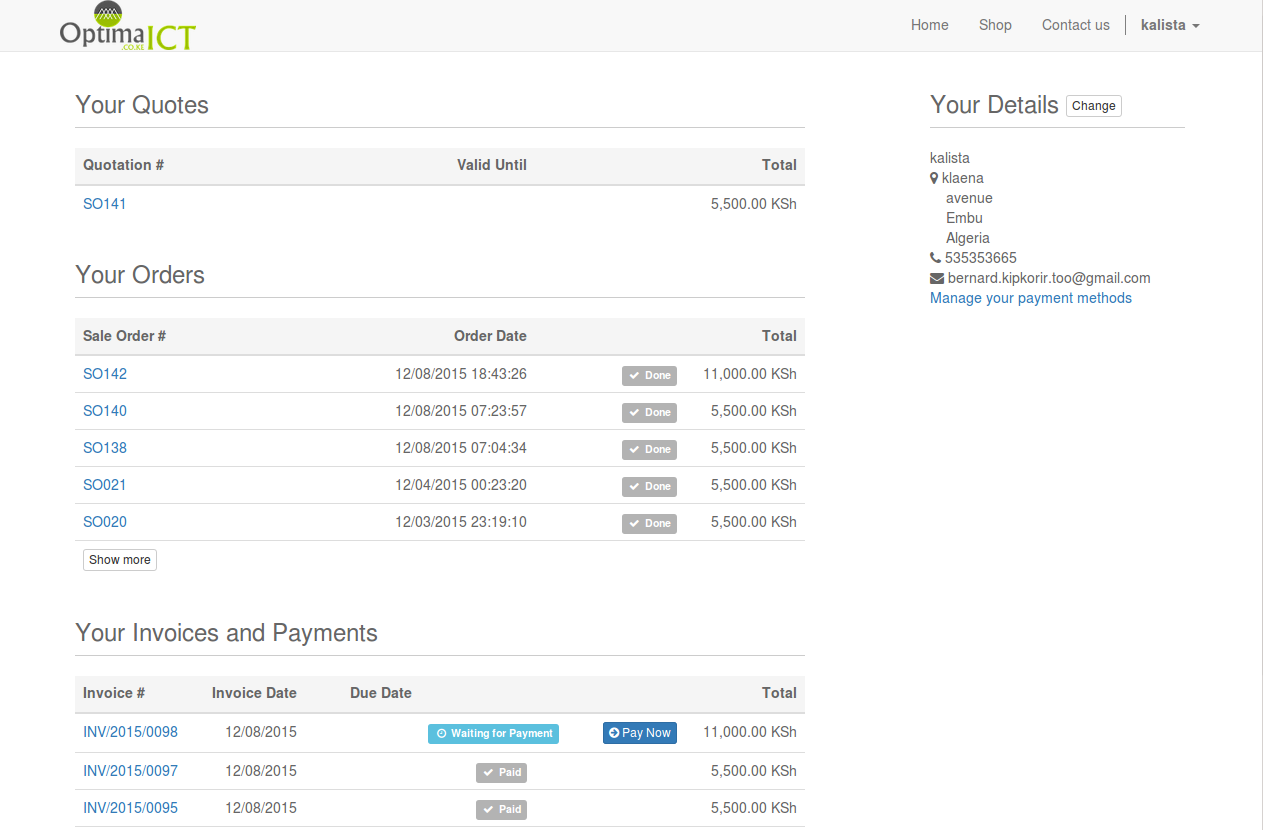 Optima ICT
.CO.KE
Home Shop Contact us kalista
Your Quotes
Quotation # Valid Until Total
SO141 5,500.00 KSh
Your Orders
Sale Order # Order Date Total
SO142 12/08/2015 18:43:26 Done 11,000.00 KSh
SO140 12/08/2015 07:23:57 Done 5,500.00 KSh
SO138 12/08/2015 07:04:34 Done 5,500.00 KSh
SO021 12/04/2015 00:23:20 Done 5,500.00 KSh
SO020 12/03/2015 23:19:10 Done 5,500.00 KSh
Show more
Your Invoices and Payments
Invoice # Invoice Date Due Date Total
INV/2015/0098 12/08/2015 Waiting for Payment Pay Now 11,000.00 KSh
INV/2015/0097 12/08/2015 Paid 5,500.00 KSh
INV/2015/0095 12/08/2015 Paid 5,500.00 KSh
Your Details Change
kalista
klaena
avenue
Embu
Algeria
535353665
bernard.kipkorir.too@gmail.com
Manage your payment methods